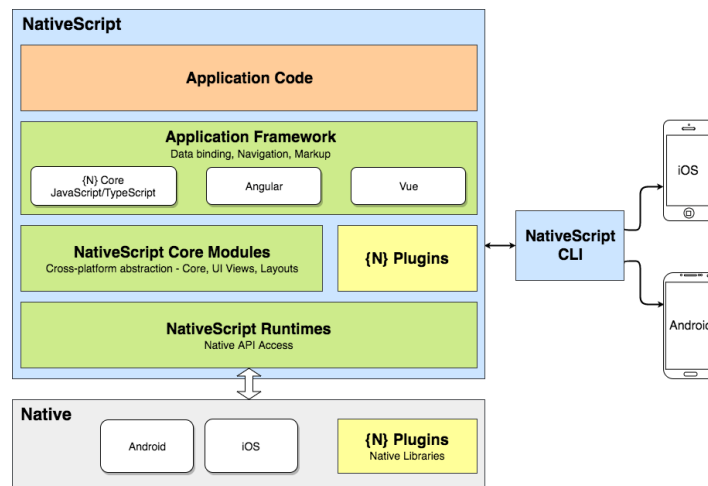 NativeScript
Application Code
Application Framework
Data binding, Navigation, Markup
{N} Core
JavaScript/TypeScript
Angular
Vue
NativeScript Core Modules
Cross-platform abstraction - Core, UI Views, Layouts
{N} Plugins
NativeScript Runtimes
Native API Access
NativeScript
CLI
iOS
Android
Native
Android
iOS
{N} Plugins
Native Libraries